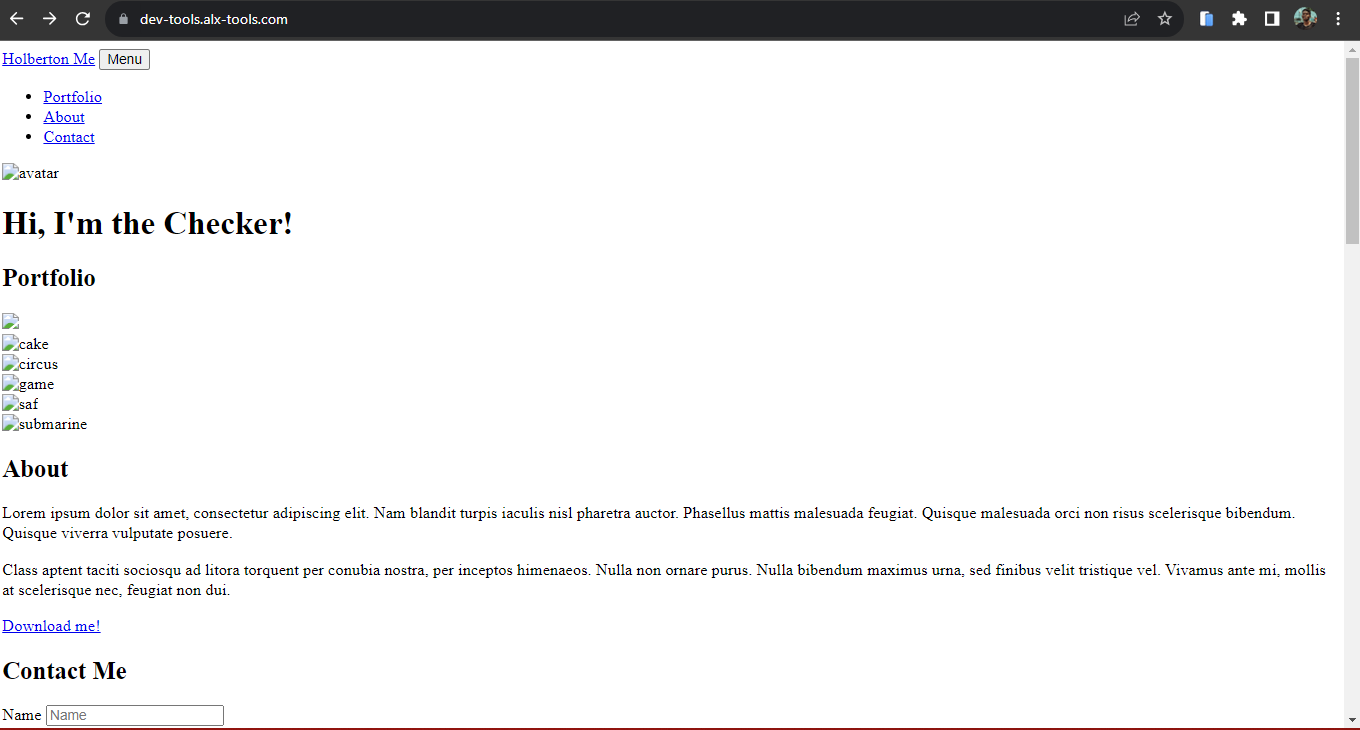 dev-tools.alx-tools.com
Holberton Me Menu
Portfolio
About
Contact
avatar
Hi, I'm the Checker!
Portfolio
cake
circus
game
saf
submarine
About
Lorem ipsum dolor sit amet, consectetur adipiscing elit. Nam blandit turpis iaculis nisl pharetra auctor. Phasellus mattis malesuada feugiat. Quisque malesuada orci non risus scelerisque bibendum.
Quisque viverra vulputate posuere.
Class aptent taciti sociosqu ad litora torquent per conubia nostra, per inceptos himenaeos. Nulla non ornare purus. Nulla bibendum maximus urna, sed finibus velit tristique vel. Vivamus ante mi, mollis
at scelerisque nec, feugiat non dui.
Download me!
Contact Me
Name Name